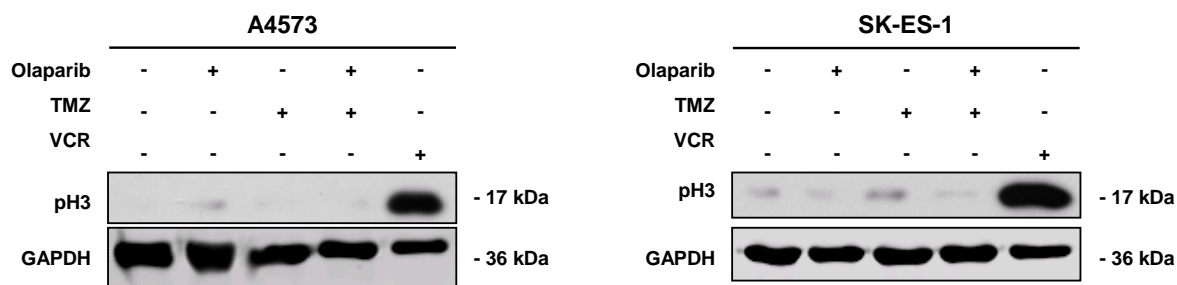 A4573
Olaparib - + - + -
TMZ - - + + -
VCR - - - - +
pH3 - 17 kDa
GAPDH - 36 kDa
SK-ES-1
Olaparib - + - + -
TMZ - - + + -
VCR - - - - +
pH3 - 17 kDa
GAPDH - 36 kDa